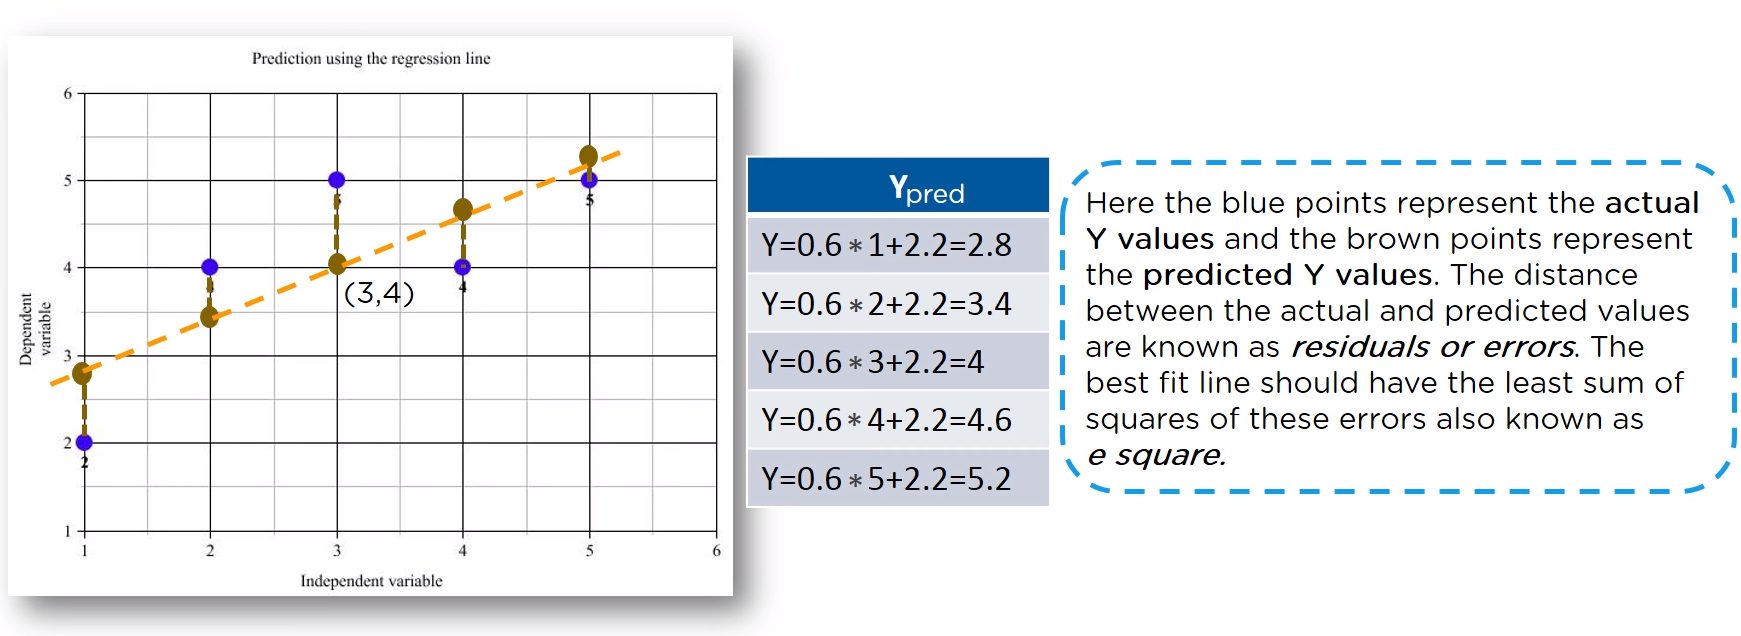 Prediction using the regression line
6
5
4
3
2
1
Dependent
variable
2
4
5
(3,4)
1
2
3
4
5
6
Independent variable
Ypred
Y=0.6*1+2.2=2.8
Y=0.6*2+2.2=3.4
Y=0.6*3+2.2=4
Y=0.6*4+2.2=4.6
Y=0.6*5+2.2=5.2
Here the blue points represent the actual
Y values and the brown points represent
the predicted Y values. The distance
between the actual and predicted values
are known as residuals or errors. The
best fit line should have the least sum of
squares of these errors also known as
e square.